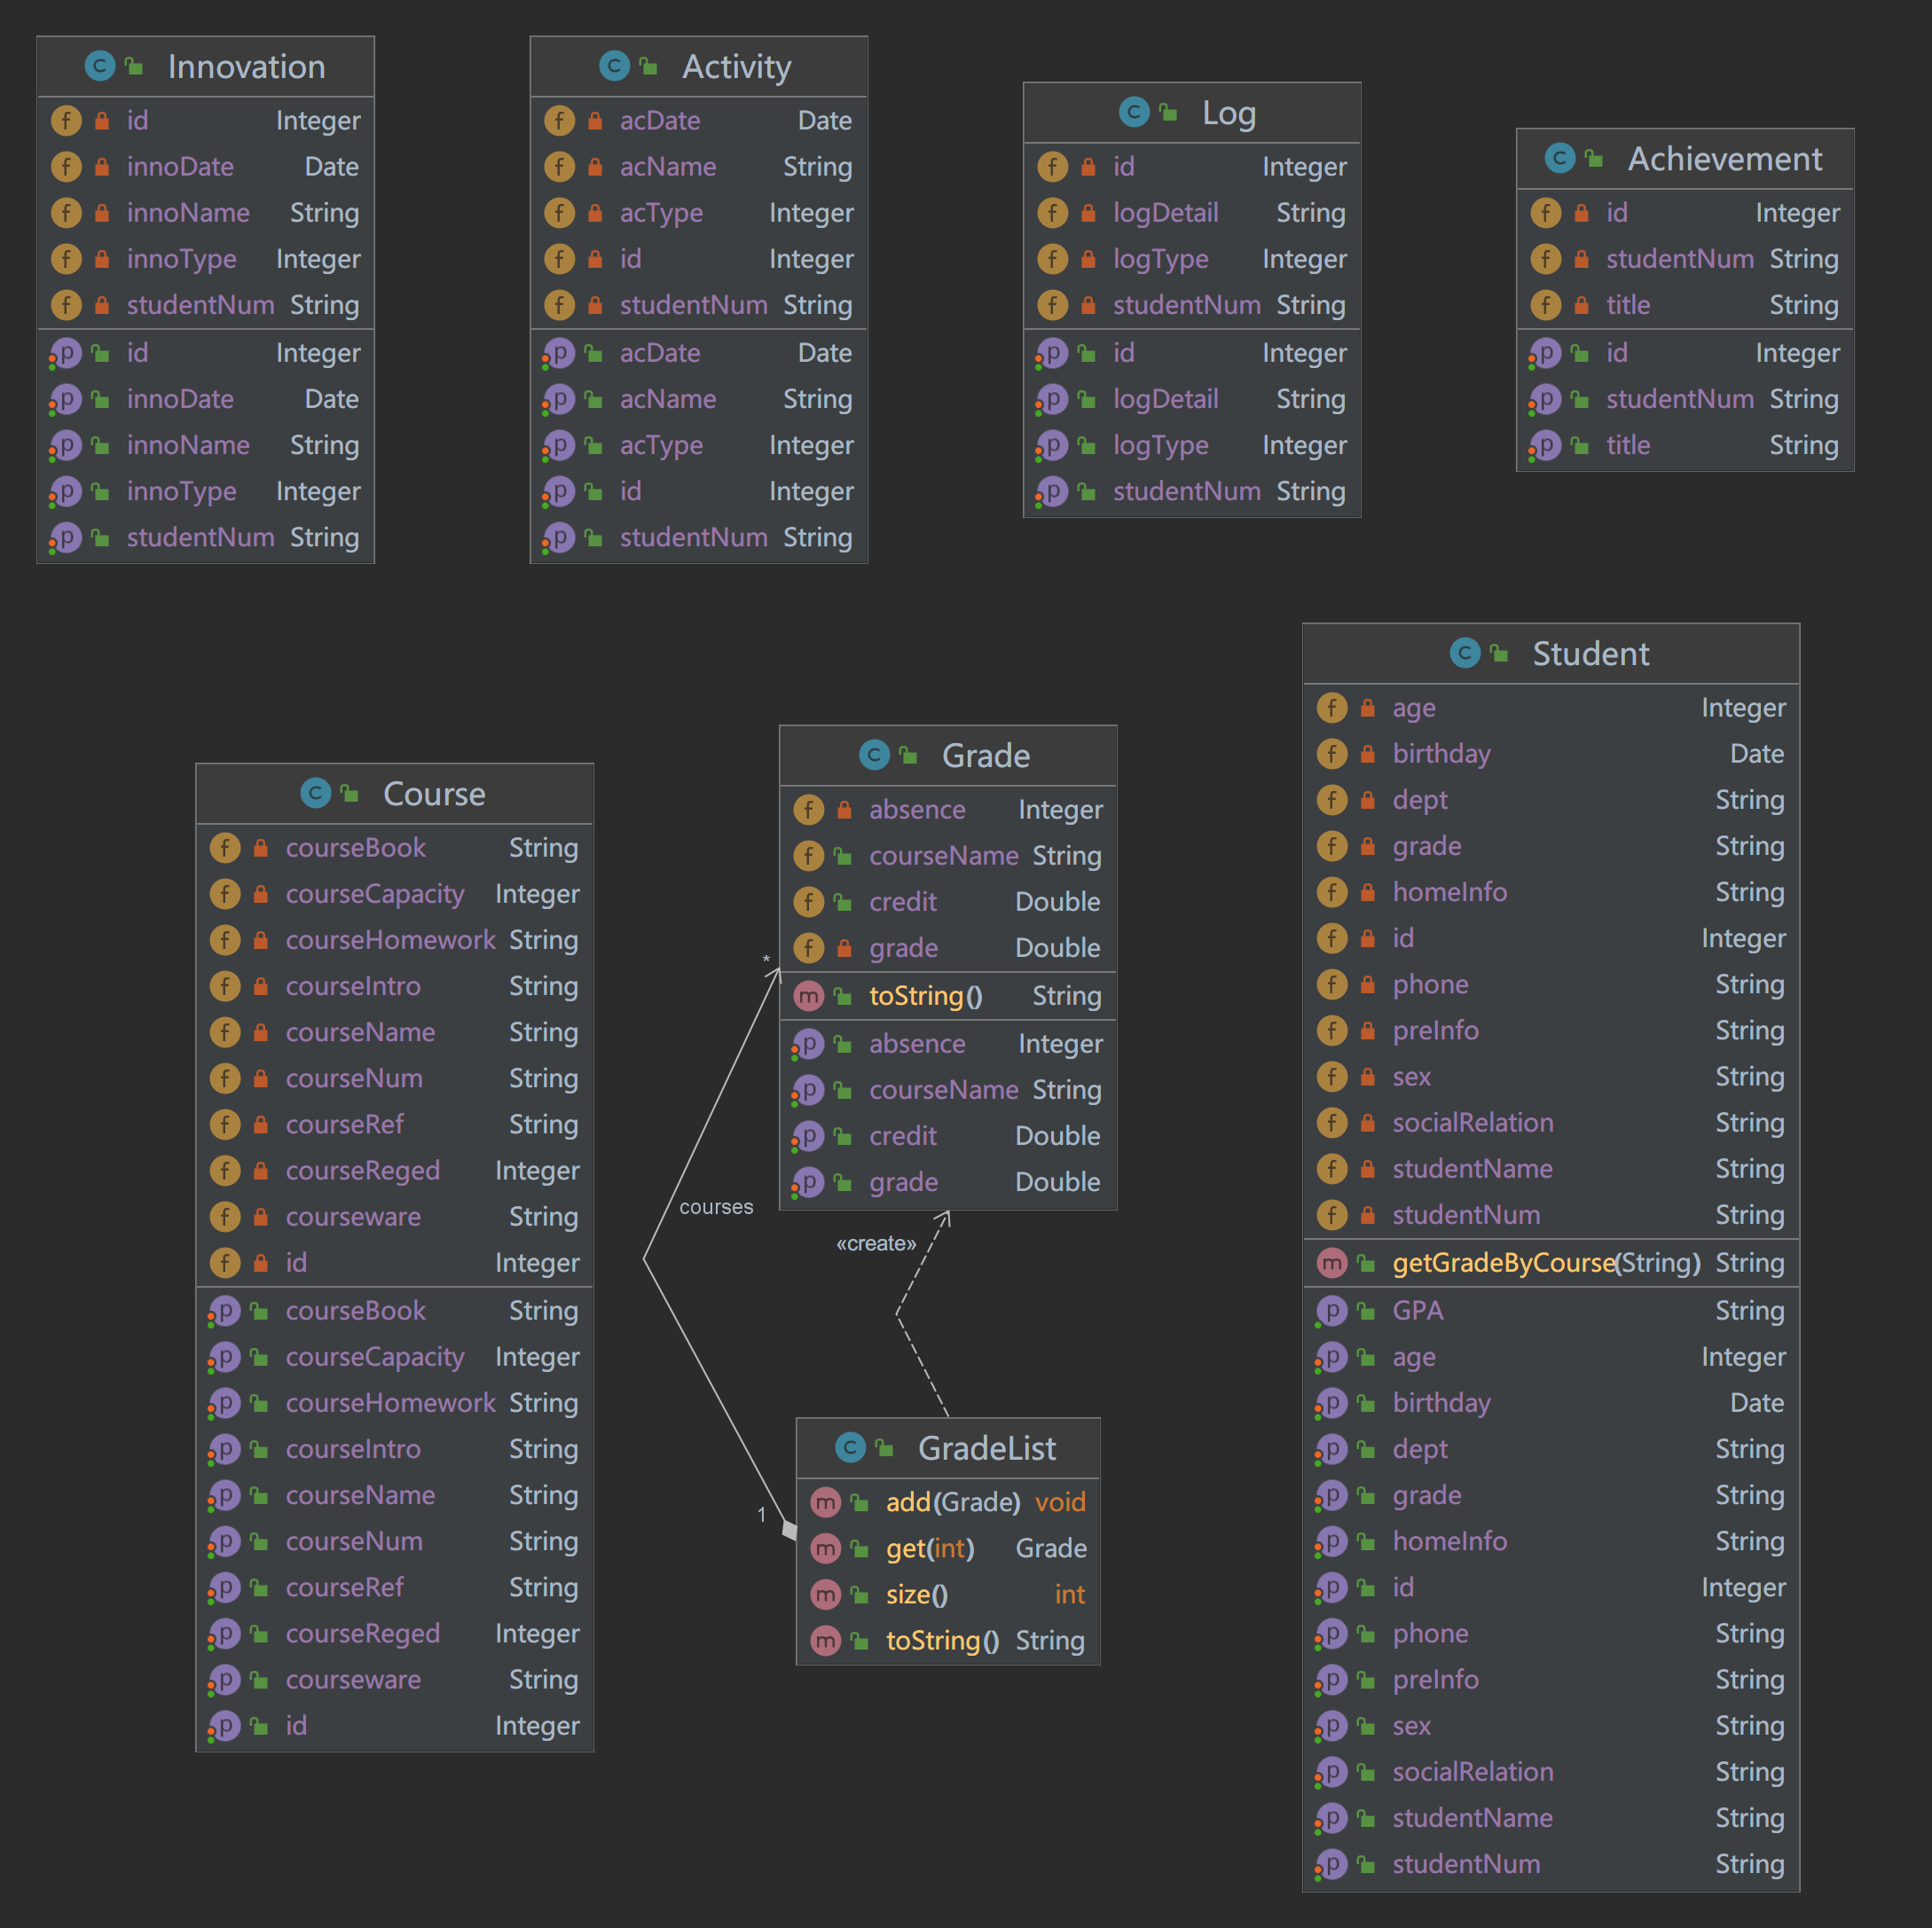 Innovation
id Integer
innoDate Date
innoName String
innoType Integer
studentNum String
id Integer
innoDate Date
innoName String
innoType Integer
studentNum String
Activity
acDate Date
acName String
acType Integer
id Integer
studentNum String
acDate Date
acName String
acType Integer
id Integer
studentNum String
Log
id Integer
logDetail String
logType Integer
studentNum String
id Integer
logDetail String
logType Integer
studentNum String
Achievement
id Integer
studentNum String
title String
id Integer
studentNum String
title String
Course
courseBook String
courseCapacity Integer
courseHomework String
courseIntro String
courseName String
courseNum String
courseRef String
courseReged Integer
courseware String
id Integer
courseBook String
courseCapacity Integer
courseHomework String
courseIntro String
courseName String
courseNum String
courseRef String
courseReged Integer
courseware String
id Integer
*
courses
1
Grade
absence Integer
courseName String
credit Double
grade Double
toString() String
absence Integer
courseName String
credit Double
grade Double
«create»
GradeList
add(Grade) void
get(int) Grade
size() int
toString() String
Student
age Integer
birthday Date
dept String
grade String
homeInfo String
id Integer
phone String
preInfo String
sex String
socialRelation String
studentName String
studentNum String
getGradeByCourse(String) String
GPA String
age Integer
birthday Date
dept String
grade String
homeInfo String
id Integer
phone String
preInfo String
sex String
socialRelation String
studentName String
studentNum String